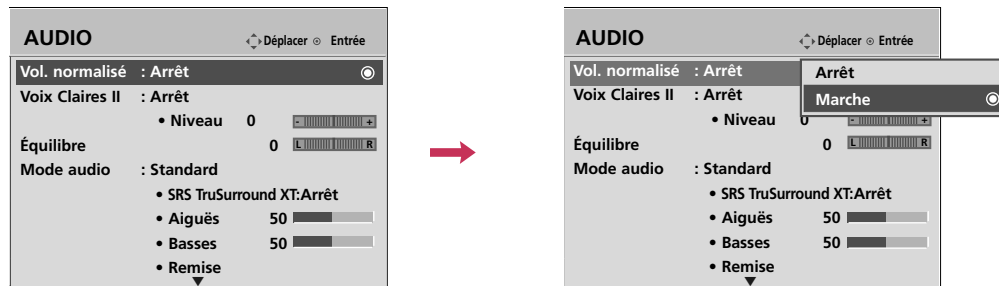 AUDIO
Déplacer Entrée
Vol. normalisé : Arrêt
Voix Claires II : Arrêt
• Niveau 0 - +
Équilibre 0 L R
Mode audio : Standard
• SRS TruSurround XT:Arrêt
• Aiguës 50
• Basses 50
• Remise
AUDIO
Déplacer Entrée
Vol. normalisé : Arrêt
Arrêt
Marche
Voix Claires II : Arrêt
• Niveau 0 - +
Équilibre 0 L R
Mode audio : Standard
• SRS TruSurround XT:Arrêt
• Aiguës 50
• Basses 50
• Remise